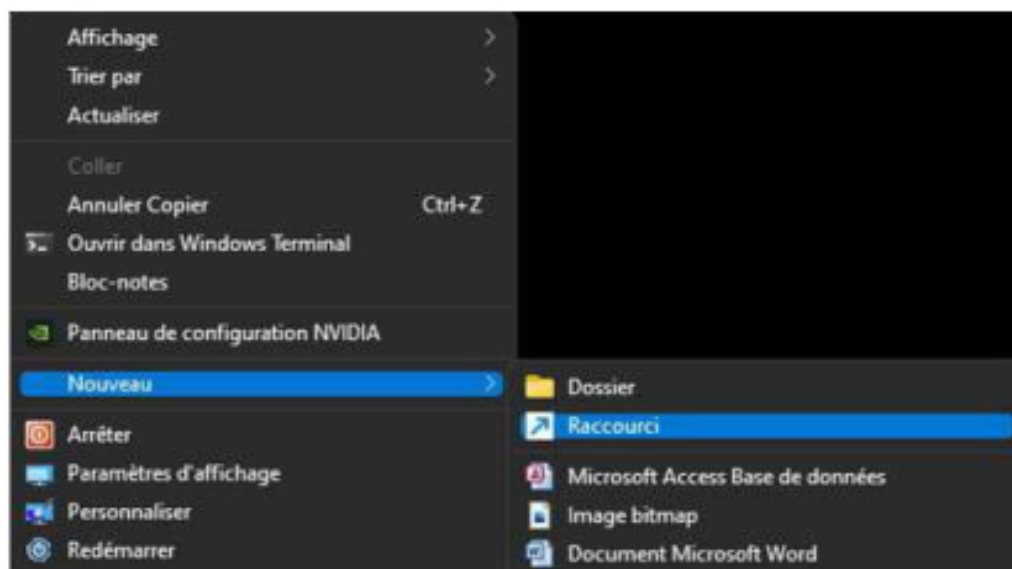 Affichage
Trier par
Actualiser
Coller
Annuler Copier Ctrl+Z
Ouvrir dans Windows Terminal
Bloc-notes
Panneau de configuration NVIDIA
Nouveau
Arrêter
Paramètres d'affichage
Personnaliser
Redémarrer
Dossier
Raccourci
Microsoft Access Base de données
Image bitmap
Document Microsoft Word